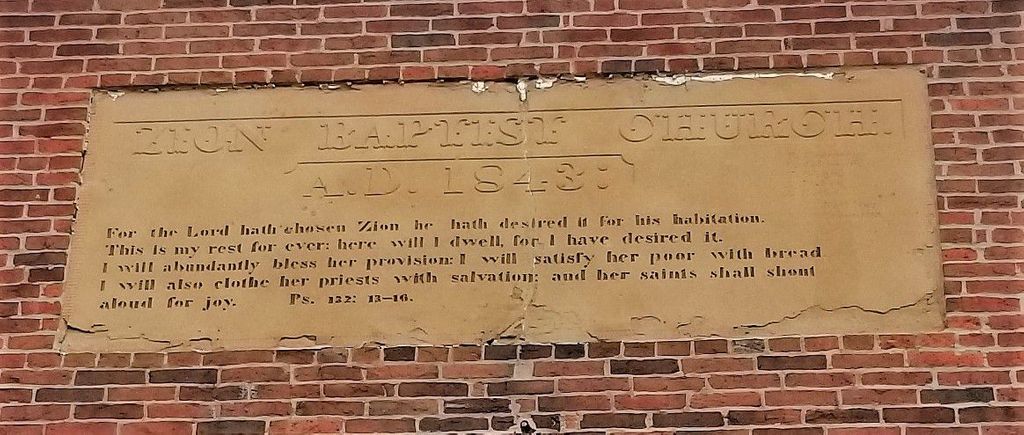 ZION BAPTIST CHURCH.
A.D. 1843:
For the Lord hath chosen Zion he hath desired it for his habitation.
This is my rest for ever: here will I dwell, for I have desired it.
I will abundantly bless her provision: I will satisfy her poor with bread.
I will also clothe her priests with salvation: and her saints shall shout
aloud for joy. Ps. 132: 13–16.